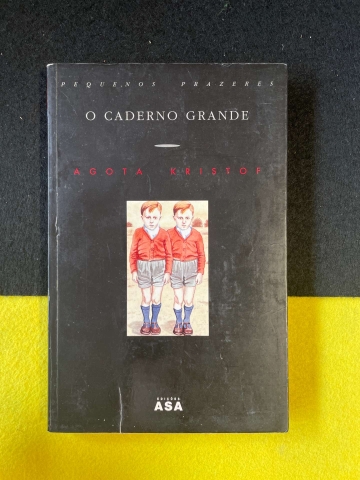 PEQUENOS PRAZERES
O CADERNO GRANDE
AGOTA KRISTOF
EDIÇÕES
ASA